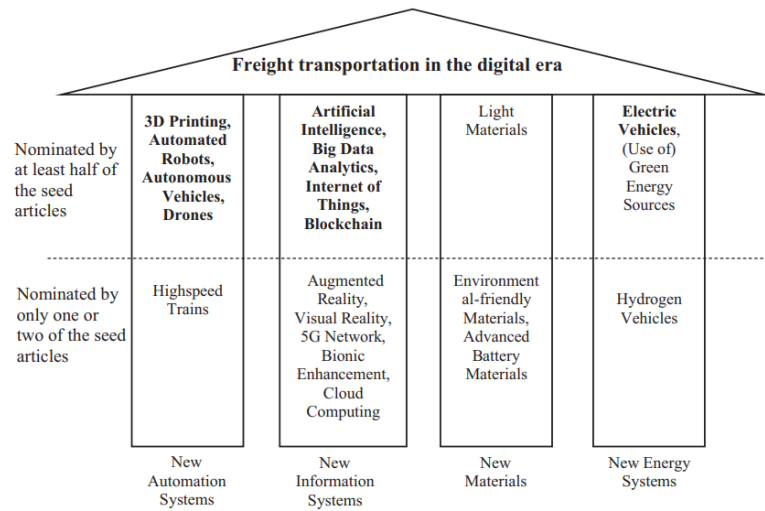 Freight transportation in the digital era
Nominated by
at least half of
the seed
articles
3D Printing,
Automated
Robots,
Autonomous
Vehicles,
Drones
Artificial
Intelligence,
Big Data
Analytics,
Internet of
Things,
Blockchain
Light
Materials
Electric
Vehicles,
(Use of)
Green
Energy
Sources
Nominated by
only one or
two of the seed
articles
Highspeed
Trains
Augmented
Reality,
Visual Reality,
5G Network,
Bionic
Enhancement,
Cloud
Computing
Environment
al-friendly
Materials,
Advanced
Battery
Materials
Hydrogen
Vehicles
New
Automation
Systems
New
Information
Systems
New
Materials
New Energy
Systems